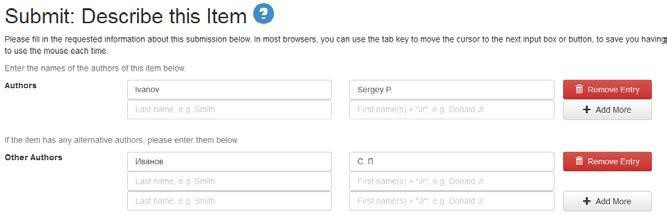 Submit: Describe this Item ?
Please fill in the requested information about this submission below. In most browsers, you can use the tab key to move the cursor to the next input box or button, to save you having
to use the mouse each time.
Enter the names of the authors of this item below.
Authors
Ivanov Sergey P. Remove Entry
Last name, e.g. Smith First name(s) + "Jr", e.g. Donald Jr + Add More
If the item has any alternative authors, please enter them below.
Other Authors
Иванов С. П. Remove Entry
Last name, e.g. Smith First name(s) + "Jr", e.g. Donald Jr
Last name, e.g. Smith First name(s) + "Jr", e.g. Donald Jr + Add More